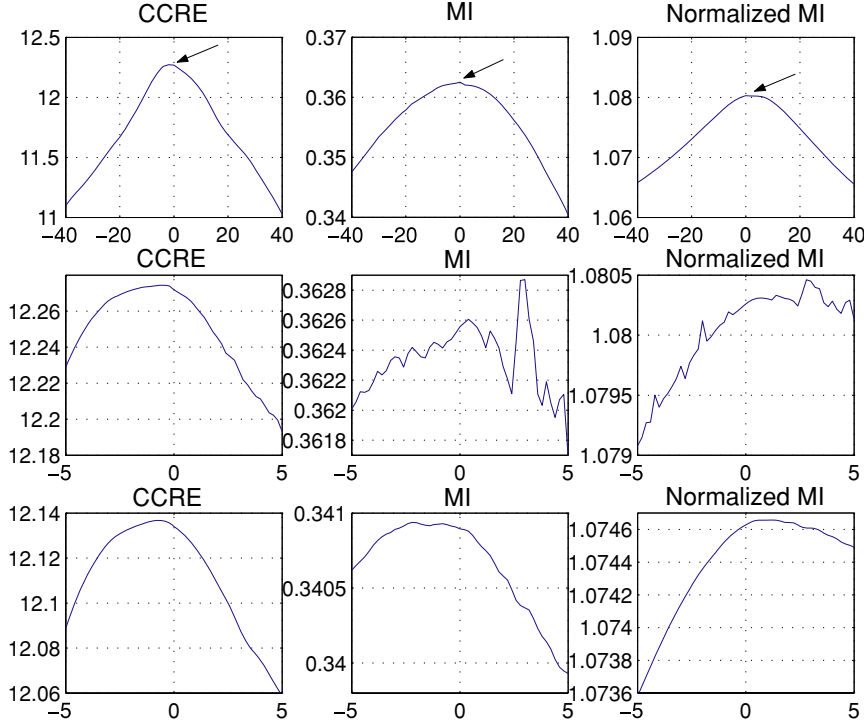 CCRE MI Normalized MI
12.5 0.37 1.09
12 0.36 1.08
11.5 0.35 1.07
11 0.34 1.06
−40 −20 0 20 40 −40 −20 0 20 40 −40 −20 0 20 40
CCRE MI Normalized MI
12.26 0.3628 1.0805
12.24 0.3626 1.08
12.22 0.3624 1.0795
12.2 0.3622 1.079
12.18 0.362
0.3618
−5 0 5 −5 0 5 −5 0 5
CCRE MI Normalized MI
12.14 0.341 1.0746
12.12 0.3405 1.0744
12.1 0.34 1.0742
12.08 1.074
12.06 1.0738
1.0736
−5 0 5 −5 0 5 −5 0 5